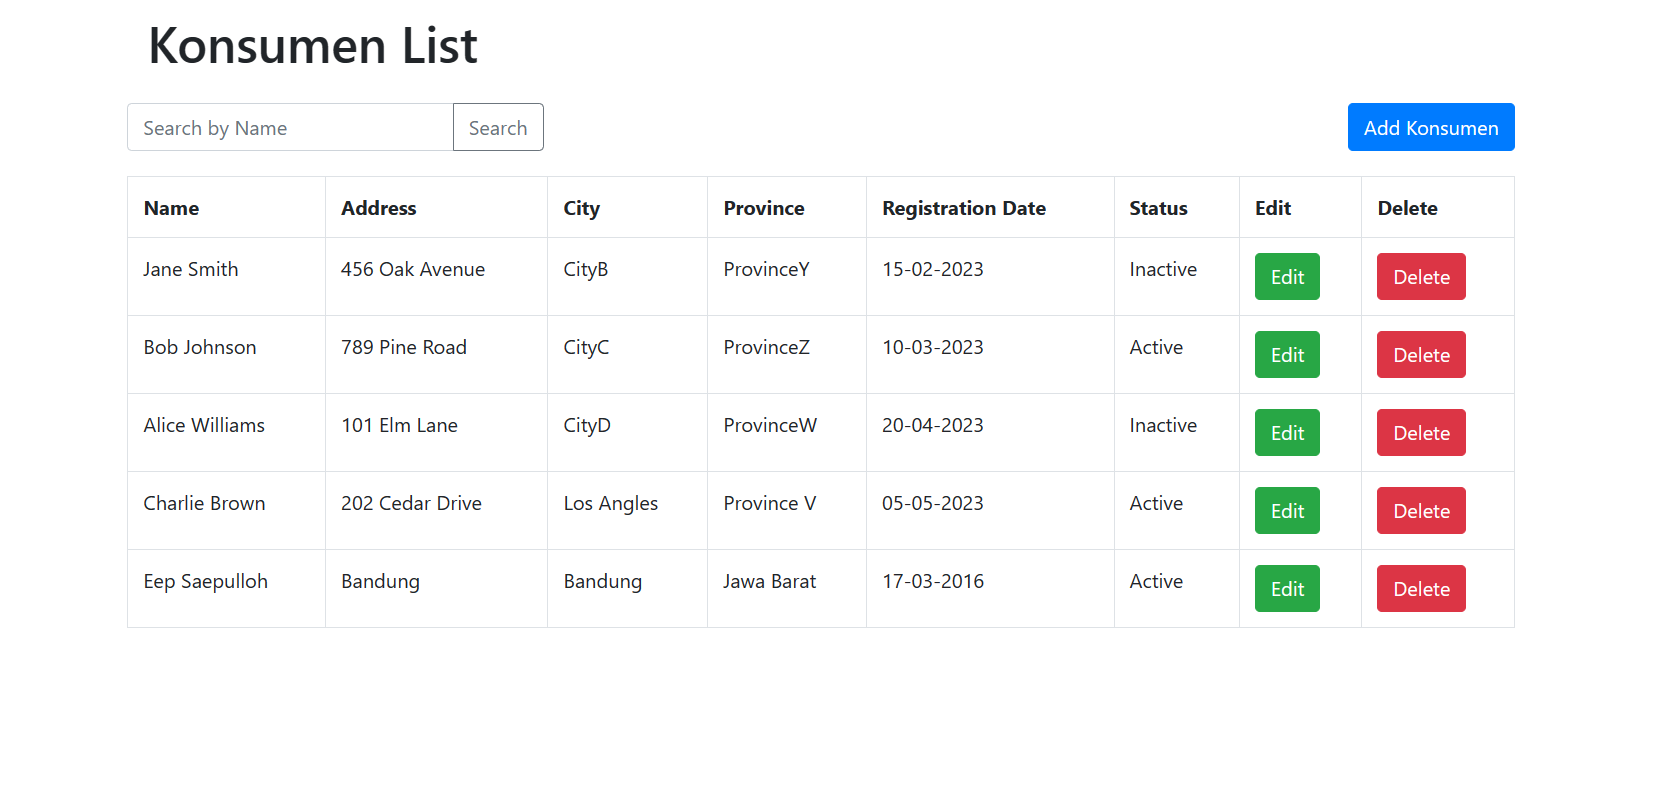 Konsumen List
Search by Name Search Add Konsumen
Name Address City Province Registration Date Status Edit Delete
Jane Smith 456 Oak Avenue CityB ProvinceY 15-02-2023 Inactive Edit Delete
Bob Johnson 789 Pine Road CityC ProvinceZ 10-03-2023 Active Edit Delete
Alice Williams 101 Elm Lane CityD ProvinceW 20-04-2023 Inactive Edit Delete
Charlie Brown 202 Cedar Drive Los Angles Province V 05-05-2023 Active Edit Delete
Eep Saepulloh Bandung Bandung Jawa Barat 17-03-2016 Active Edit Delete